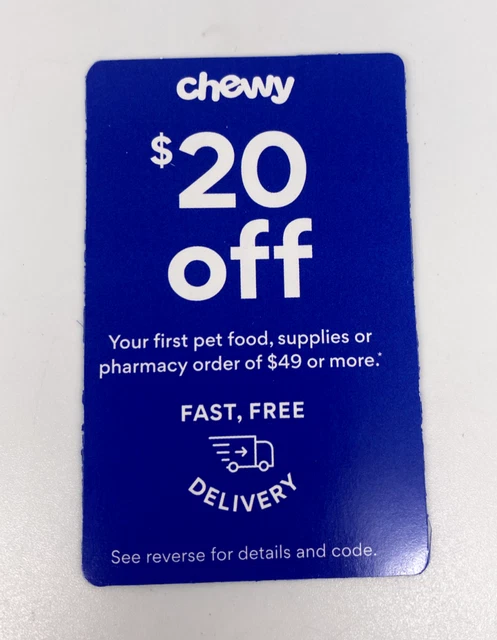 chewy
$20
off
Your first pet food, supplies or
pharmacy order of $49 or more.*
FAST, FREE
DELIVERY
See reverse for details and code.